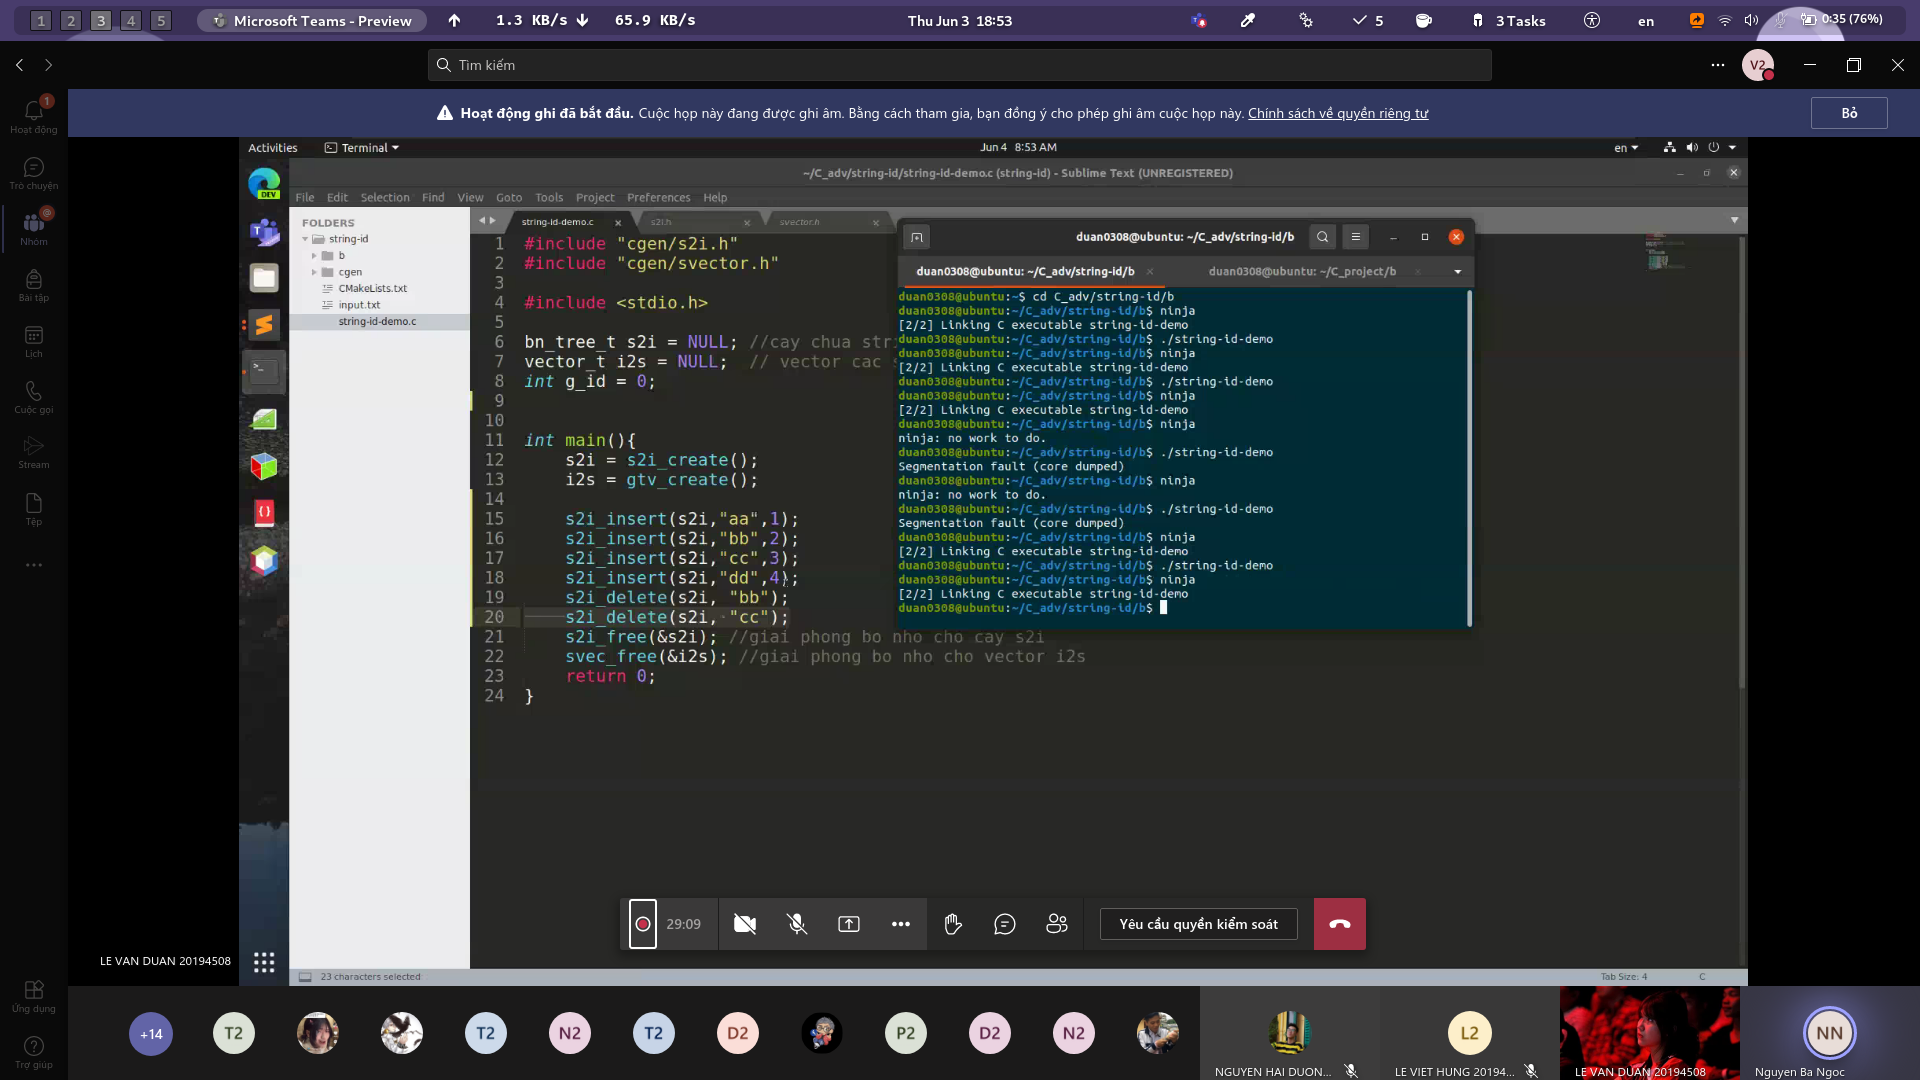 1 2 3 4 5 Microsoft Teams - Preview 1.3 KB/s 65.9 KB/s Thu Jun 3 18:53 5 3 Tasks en 0:35 (76%)
Tìm kiếm V2
Hoạt động ghi đã bắt đầu. Cuộc họp này đang được ghi âm. Bằng cách tham gia, bạn đồng ý cho phép ghi âm cuộc họp này. Chính sách về quyền riêng tư Bỏ
1
Hoạt động
Trò chuyện
Nhóm
Bài tập
Lịch
Cuộc gọi
Stream
Tệp
Ứng dụng
Trợ giúp
Activities Terminal Jun 4 8:53 AM en
~/C_adv/string-id/string-id-demo.c (string-id) - Sublime Text (UNREGISTERED)
File Edit Selection Find View Goto Tools Project Preferences Help
DEV
FOLDERS
string-id
b
cgen
CMakeLists.txt
input.txt
string-id-demo.c
string-id-demo.c s2i.h svector.h
1 #include "cgen/s2i.h"
2 #include "cgen/svector.h"
3
4 #include <stdio.h>
5
6 bn_tree_t s2i = NULL; //cay chua stri
7 vector_t i2s = NULL; // vector cac s
8 int g_id = 0;
9
10
11 int main(){
12 s2i = s2i_create();
13 i2s = gtv_create();
14
15 s2i_insert(s2i,"aa",1);
16 s2i_insert(s2i,"bb",2);
17 s2i_insert(s2i,"cc",3);
18 s2i_insert(s2i,"dd",4);
19 s2i_delete(s2i, "bb");
20 s2i_delete(s2i, "cc");
21 s2i_free(&s2i); //giai phong bo nho cho cay s2i
22 svec_free(&i2s); //giai phong bo nho cho vector i2s
23 return 0;
24 }
duan0308@ubuntu: ~/C_adv/string-id/b
duan0308@ubuntu: ~/C_adv/string-id/b duan0308@ubuntu: ~/C_project/b
duan0308@ubuntu:~$ cd C_adv/string-id/b
duan0308@ubuntu:~/C_adv/string-id/b$ ninja
[2/2] Linking C executable string-id-demo
duan0308@ubuntu:~/C_adv/string-id/b$ ./string-id-demo
duan0308@ubuntu:~/C_adv/string-id/b$ ninja
[2/2] Linking C executable string-id-demo
duan0308@ubuntu:~/C_adv/string-id/b$ ./string-id-demo
duan0308@ubuntu:~/C_adv/string-id/b$ ninja
[2/2] Linking C executable string-id-demo
duan0308@ubuntu:~/C_adv/string-id/b$ ninja
ninja: no work to do.
duan0308@ubuntu:~/C_adv/string-id/b$ ./string-id-demo
Segmentation fault (core dumped)
duan0308@ubuntu:~/C_adv/string-id/b$ ninja
ninja: no work to do.
duan0308@ubuntu:~/C_adv/string-id/b$ ./string-id-demo
Segmentation fault (core dumped)
duan0308@ubuntu:~/C_adv/string-id/b$ ninja
[2/2] Linking C executable string-id-demo
duan0308@ubuntu:~/C_adv/string-id/b$ ./string-id-demo
duan0308@ubuntu:~/C_adv/string-id/b$ ninja
[2/2] Linking C executable string-id-demo
duan0308@ubuntu:~/C_adv/string-id/b$
29:09 Yêu cầu quyền kiểm soát
LE VAN DUAN 20194508
23 characters selected Tab Size: 4 C
+14 T2 T2 N2 T2 D2 P2 D2 N2 L2 NN
NGUYEN HAI DUON... LE VIET HUNG 20194... LE VAN DUAN 20194508 Nguyen Ba Ngoc